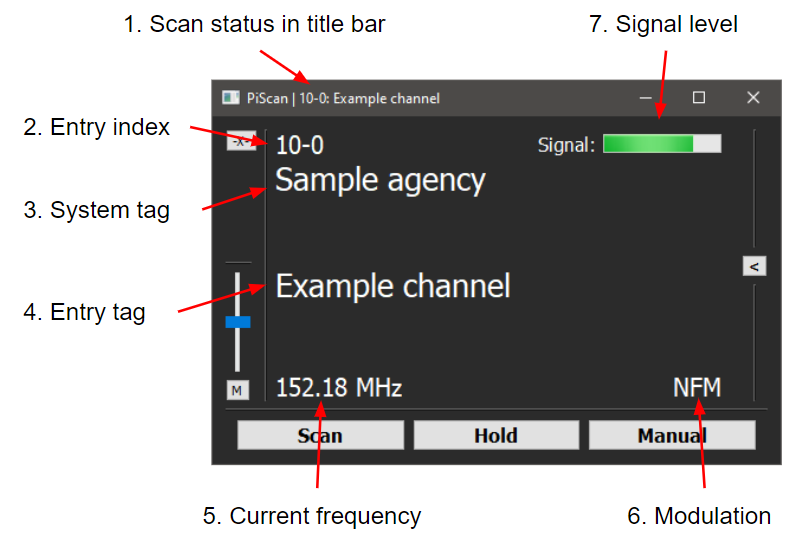 1. Scan status in title bar
7. Signal level
PiScan | 10-0: Example channel
2. Entry index
-X-
10-0
Signal:
Sample agency
3. System tag
<
Example channel
4. Entry tag
M
152.18 MHz
NFM
Scan
Hold
Manual
5. Current frequency
6. Modulation